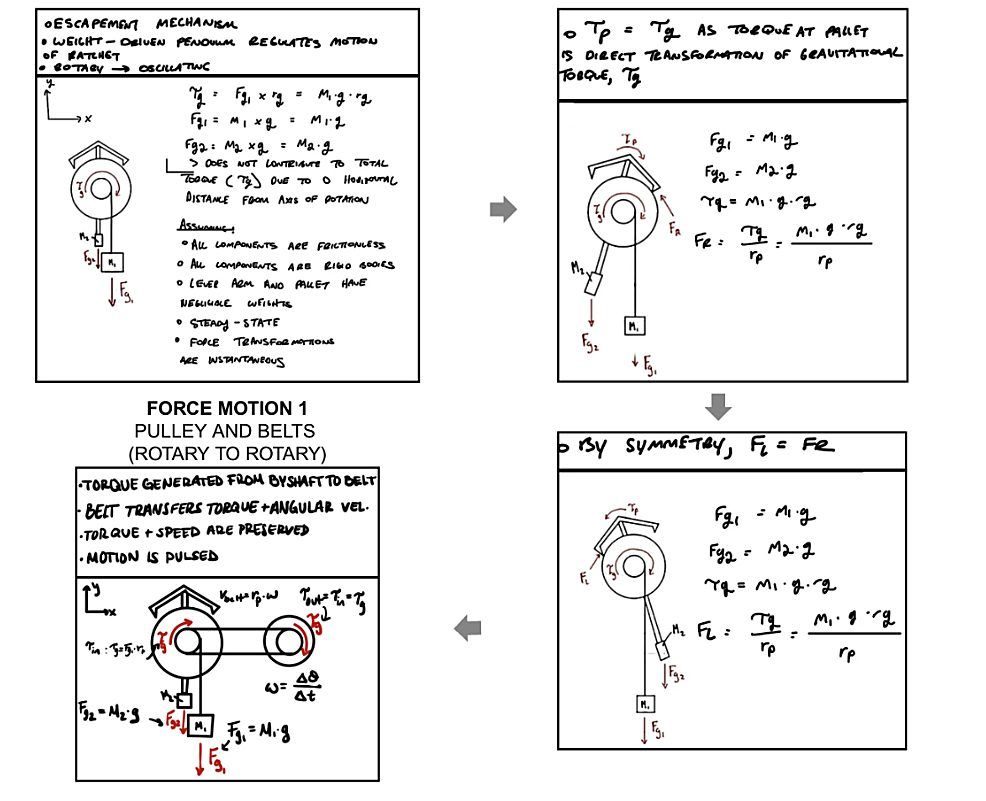 ○ ESCAPEMENT MECHANISM
• WEIGHT - DRIVEN PENDULUM REGULATES MOTION
OF RATCHET
• ROTARY → OSCILLATING
y
x
τg = Fg1 × rg = M1 · g · rg
Fg1 = M1 × g = M1 · g
Fg2 = M2 × g = M2 · g
> DOES NOT CONTRIBUTE TO TOTAL
TORQUE (τg) DUE TO 0 HORIZONTAL
DISTANCE FROM AXIS OF ROTATION
ASSUMING:
○ ALL COMPONENTS ARE FRICTIONLESS
○ ALL COMPONENTS ARE RIGID BODIES
○ LEVER ARM AND PALLET HAVE
NEGLIGIBLE WEIGHTS
○ STEADY - STATE
• FORCE TRANSFORMATIONS
ARE INSTANTANEOUS
τg
M2
Fg2
M1
Fg1
○ τP = τg AS TORQUE AT PALLET
IS DIRECT TRANSFORMATION OF GRAVITATIONAL
TORQUE, τg
τP
τg
FR
M2
Fg2
M1
Fg1
Fg1 = M1 · g
Fg2 = M2 · g
τg = M1 · g · rg
FR = τg / rp = M1 · g · rg / rp
○ BY SYMMETRY, FL = FR
τP
τg
FL
M2
Fg2
M1
Fg1
Fg1 = M1 · g
Fg2 = M2 · g
τg = M1 · g · rg
FL = τg / rp = M1 · g · rg / rp
FORCE MOTION 1
PULLEY AND BELTS
(ROTARY TO ROTARY)
· TORQUE GENERATED FROM BY SHAFT TO BELT
· BELT TRANSFERS TORQUE + ANGULAR VEL.
· TORQUE + SPEED ARE PRESERVED
· MOTION IS PULSED
y
x
τout = τin = τg
τg
τg
ω = Δθ / Δt
M2
Fg2 = M2 · g
Fg2
M1
Fg1 = M1 · g
Fg1